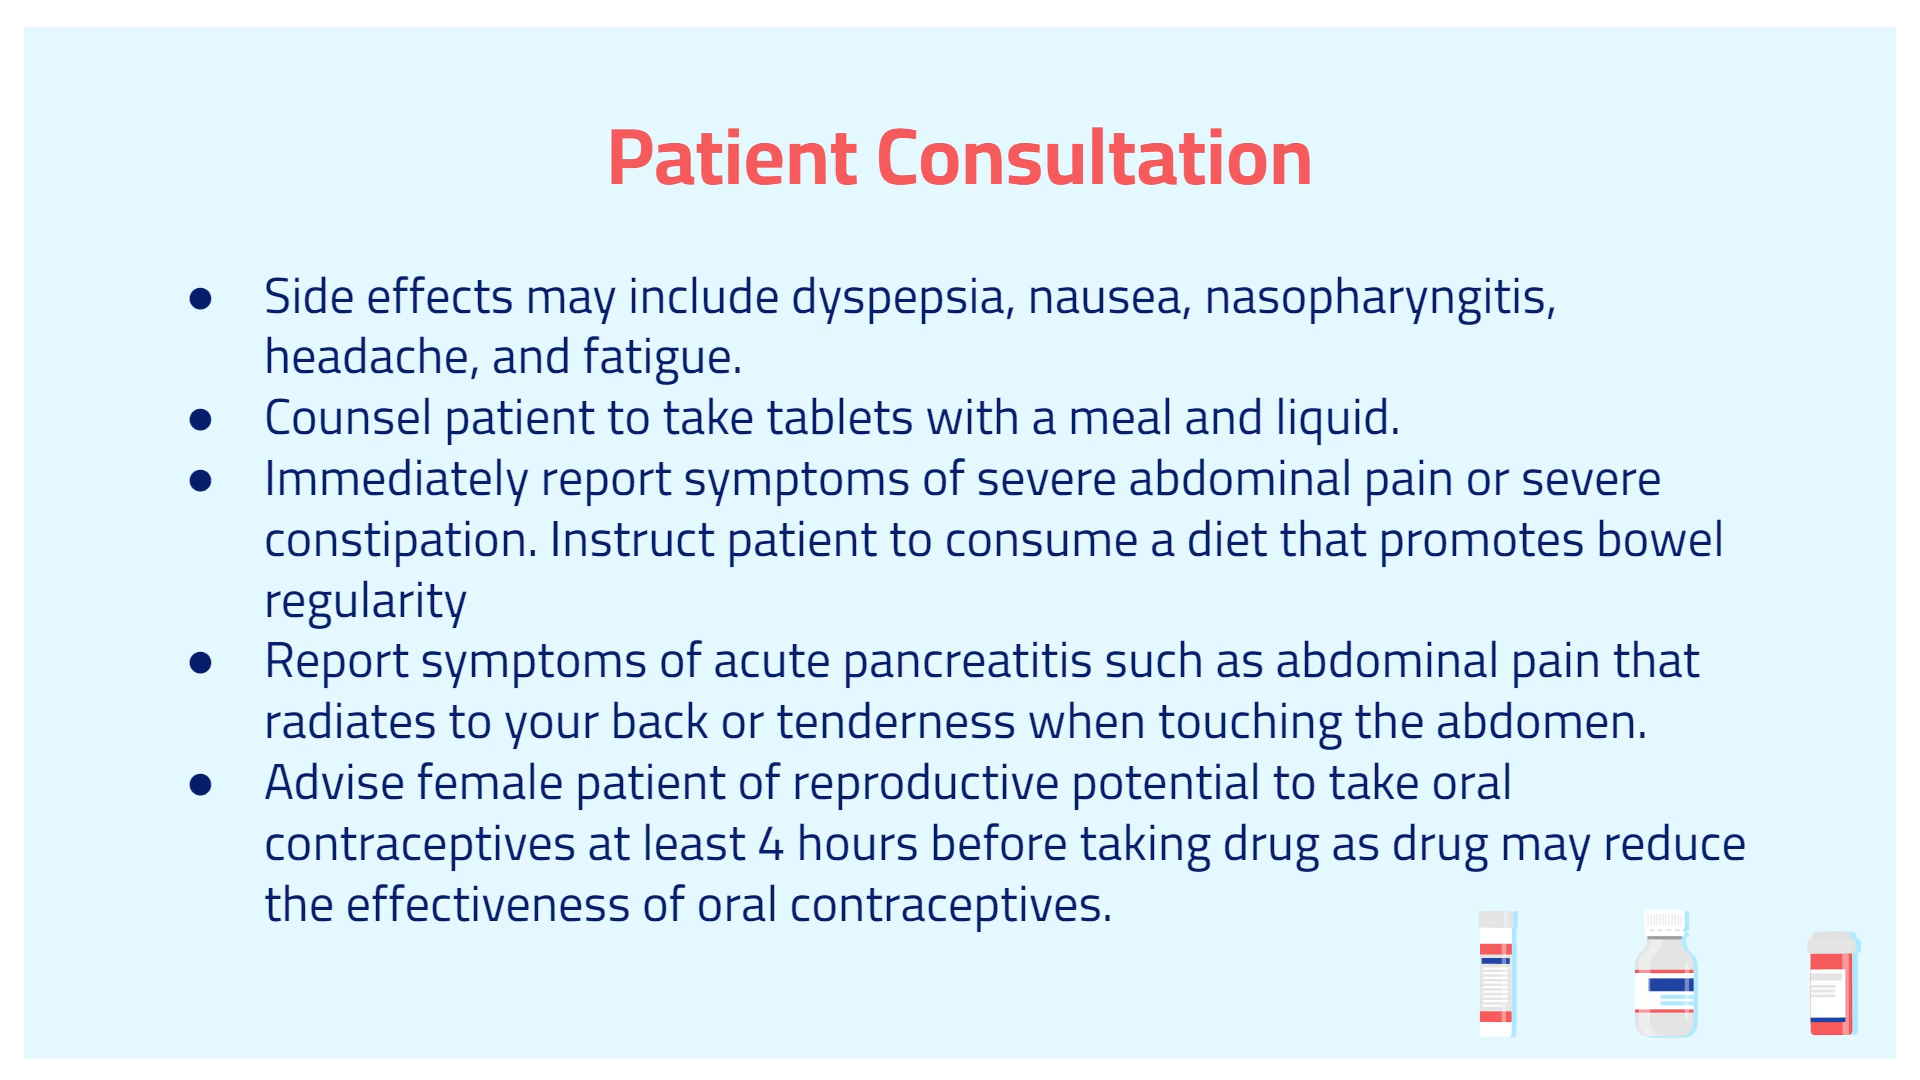 Patient Consultation
● Side effects may include dyspepsia, nausea, nasopharyngitis,
headache, and fatigue.
● Counsel patient to take tablets with a meal and liquid.
● Immediately report symptoms of severe abdominal pain or severe
constipation. Instruct patient to consume a diet that promotes bowel
regularity
● Report symptoms of acute pancreatitis such as abdominal pain that
radiates to your back or tenderness when touching the abdomen.
● Advise female patient of reproductive potential to take oral
contraceptives at least 4 hours before taking drug as drug may reduce
the effectiveness of oral contraceptives.